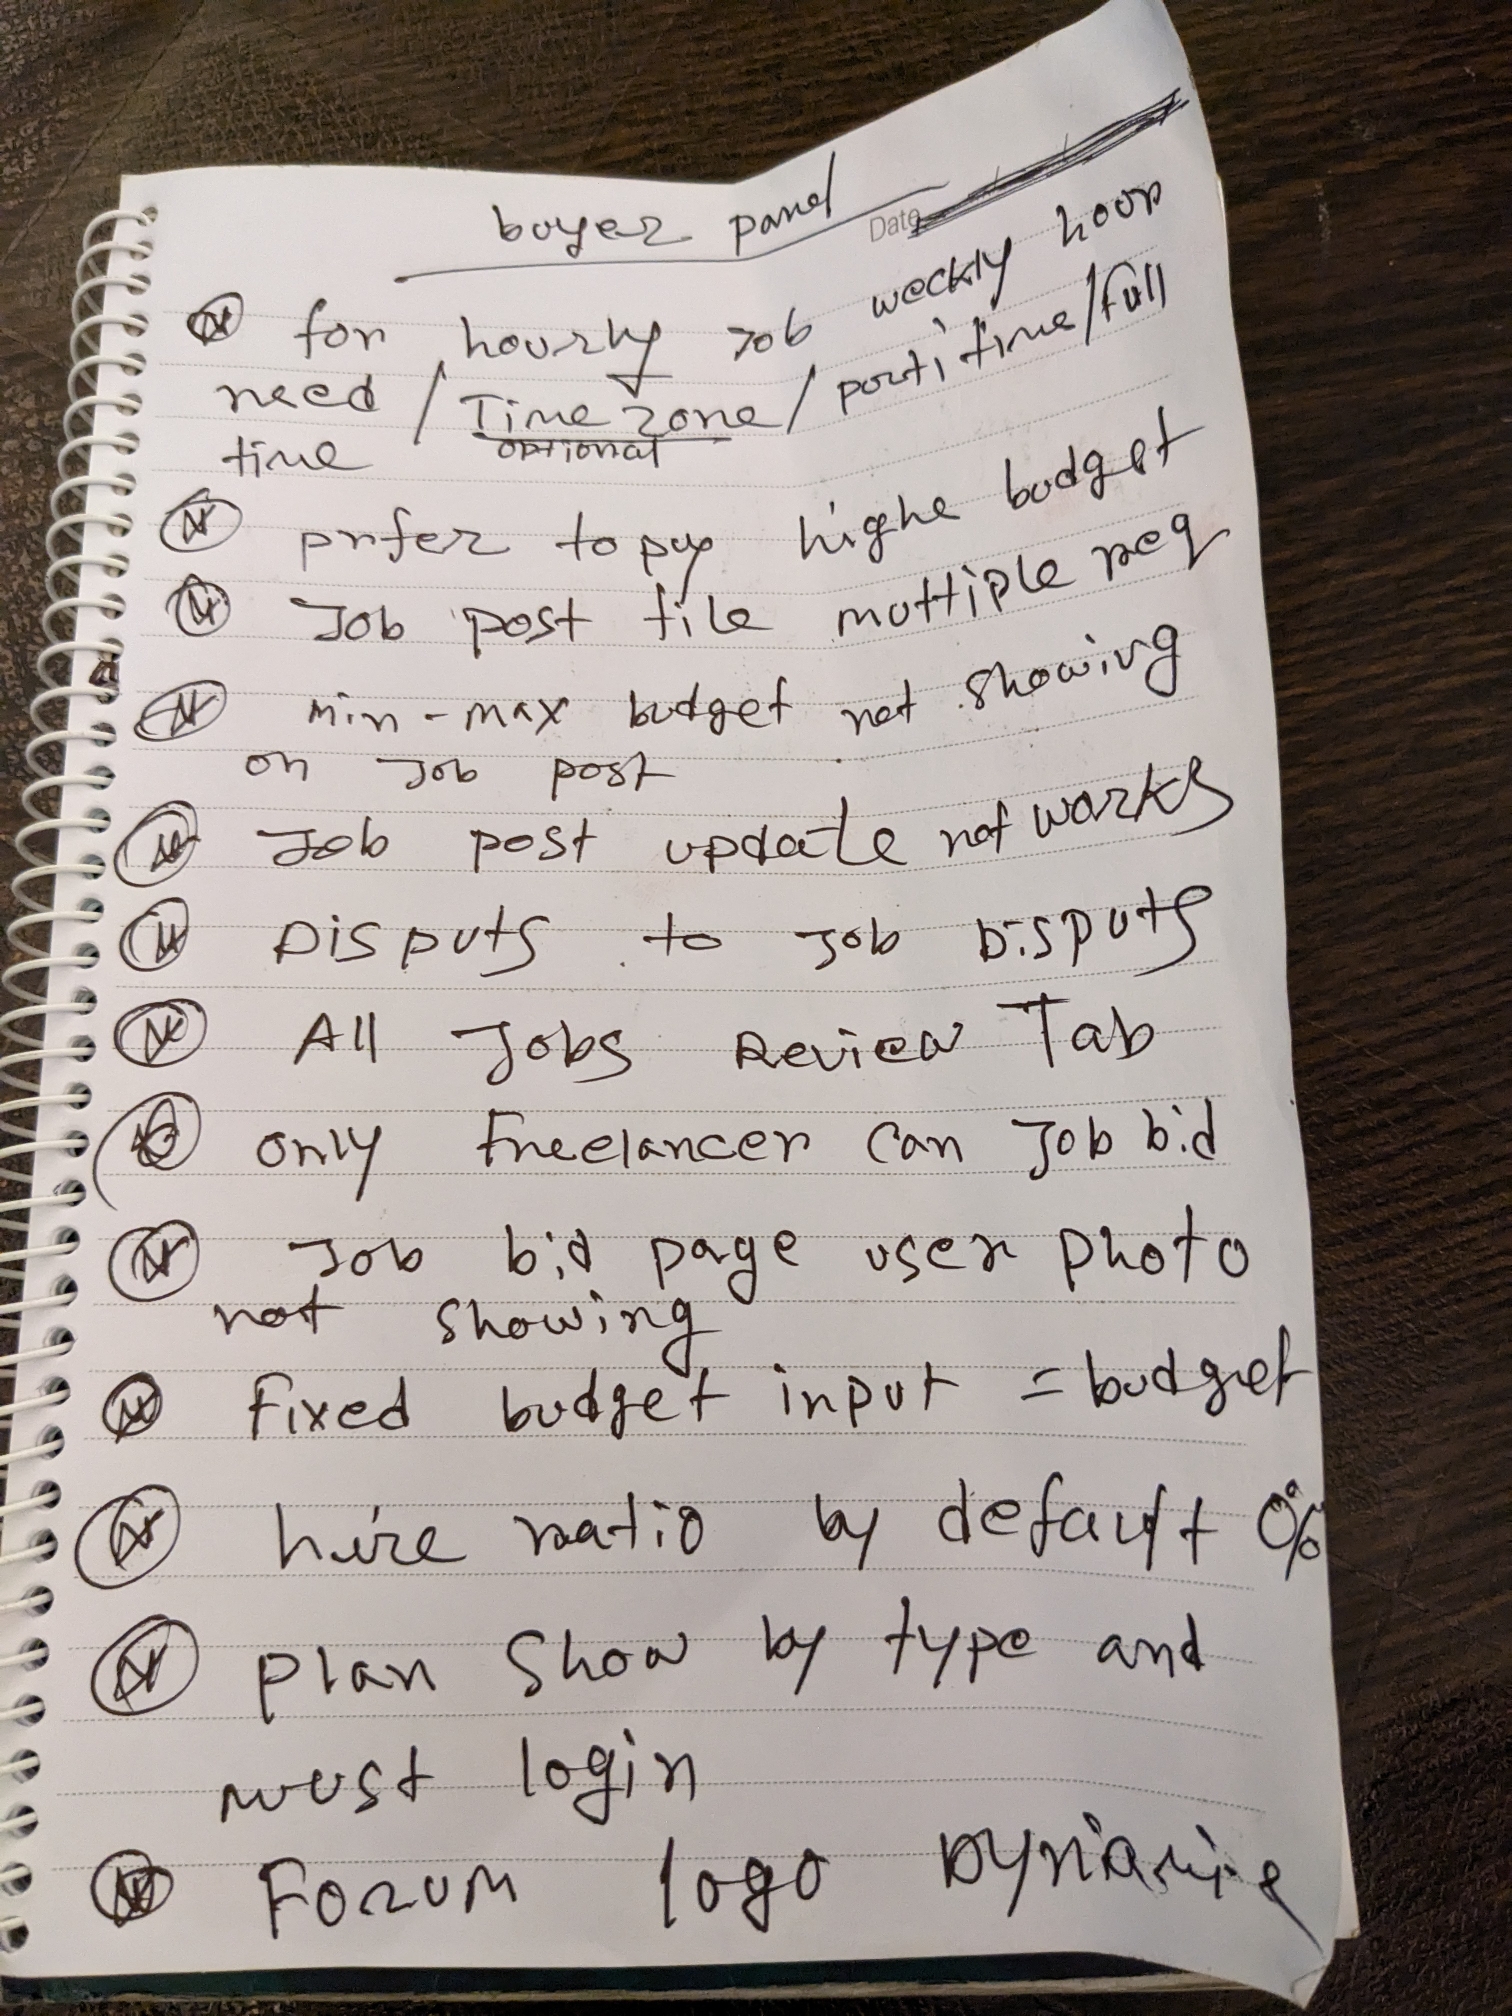 buyer panel
Date
for hourly Job weekly hoor
need / Time zone / parti time / full
time optional
prfer to pay highe budget
Job post file multiple req
min - max budget not showing
on Job post
Job post update not works
Disputs to Job Disputs
All Jobs Review Tab
only Freelancer can Job bid
Job bid page user photo
not showing
fixed budget input = budget
hire ratio by default 0%
plan show by type and
must login
Forum logo